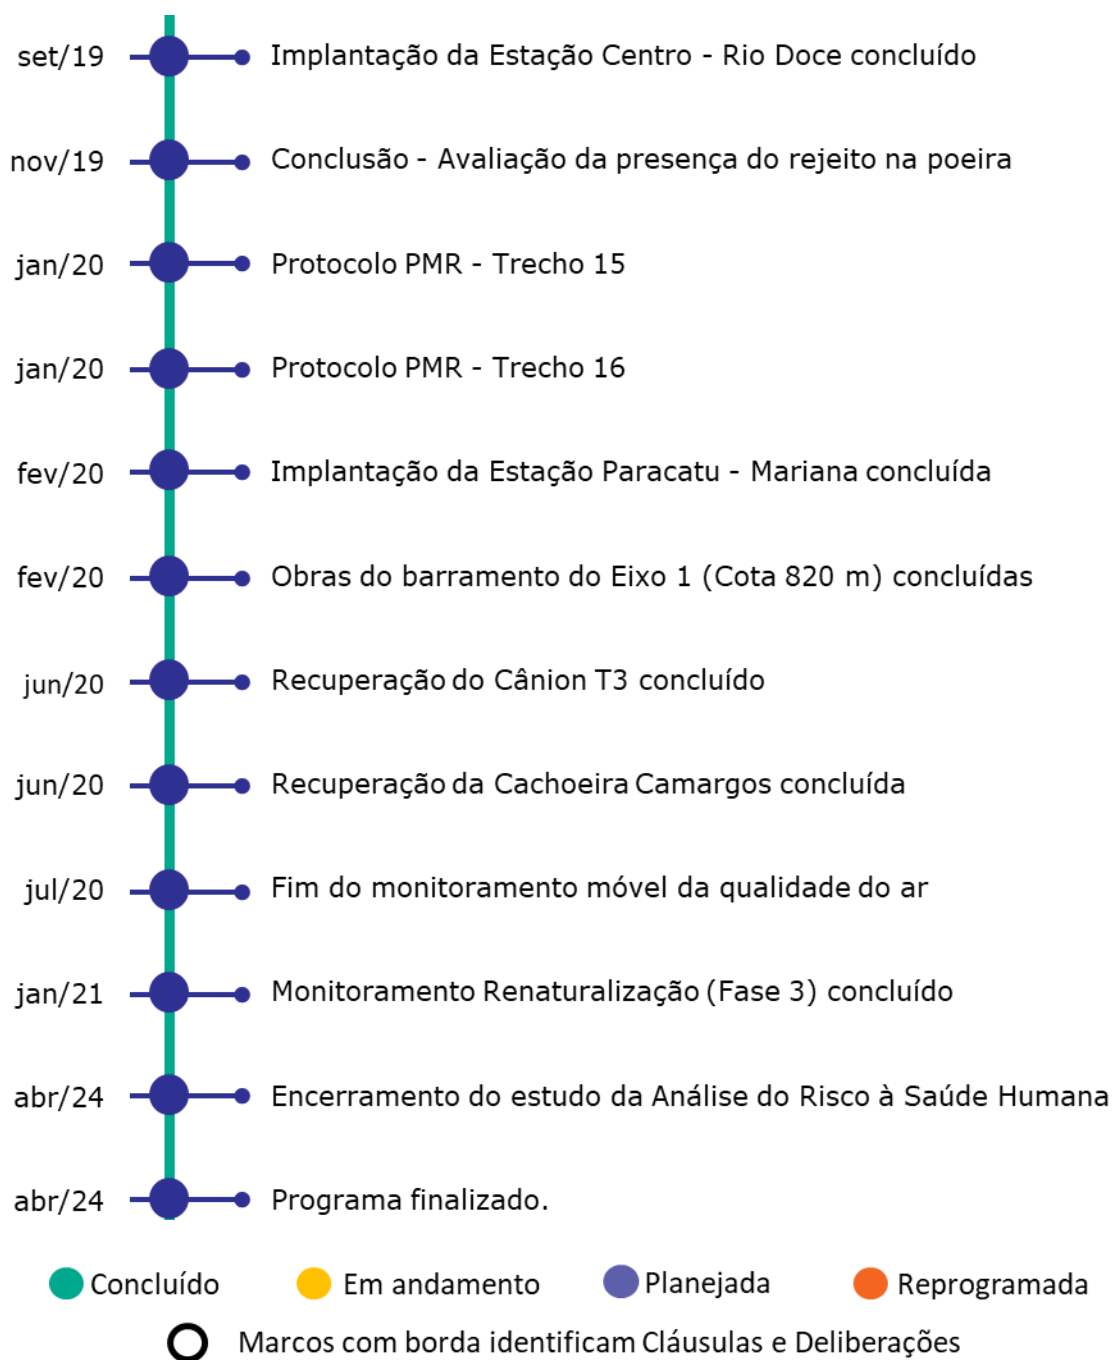 set/19 Implantação da Estação Centro - Rio Doce concluído
nov/19 Conclusão - Avaliação da presença do rejeito na poeira
jan/20 Protocolo PMR - Trecho 15
jan/20 Protocolo PMR - Trecho 16
fev/20 Implantação da Estação Paracatu - Mariana concluída
fev/20 Obras do barramento do Eixo 1 (Cota 820 m) concluídas
jun/20 Recuperação do Cânion T3 concluído
jun/20 Recuperação da Cachoeira Camargos concluída
jul/20 Fim do monitoramento móvel da qualidade do ar
jan/21 Monitoramento Renaturalização (Fase 3) concluído
abr/24 Encerramento do estudo da Análise do Risco à Saúde Humana
abr/24 Programa finalizado.
Concluído Em andamento Planejada Reprogramada
Marcos com borda identificam Cláusulas e Deliberações